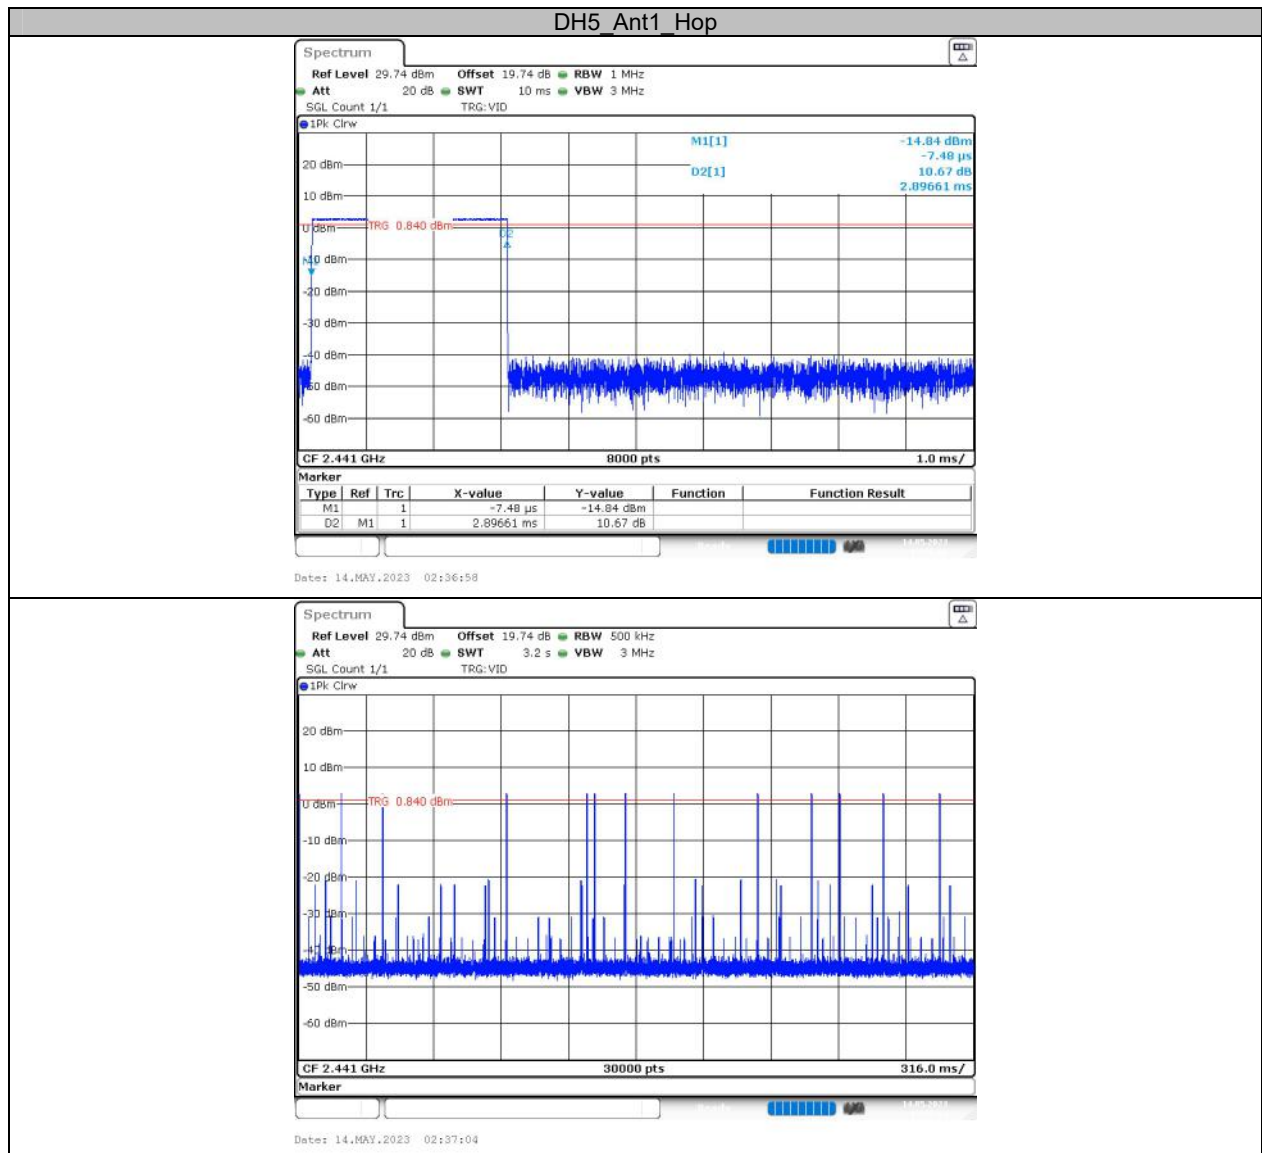 DH5_Ant1_Hop
Spectrum
Ref Level 29.74 dBm Offset 19.74 dB RBW 1 MHz
Att 20 dB SWT 10 ms VBW 3 MHz
SGL Count 1/1 TRG: VID
1Pk Clrw
M1[1] -14.84 dBm
-7.48 µs
D2[1] 10.67 dB
2.89661 ms
20 dBm
10 dBm
0 dBm
TRG 0.840 dBm
D2
M1
-10 dBm
-20 dBm
-30 dBm
-40 dBm
-50 dBm
-60 dBm
CF 2.441 GHz 8000 pts 1.0 ms/
Marker
Type Ref Trc X-value Y-value Function Function Result
M1 1 -7.48 µs -14.84 dBm
D2 M1 1 2.89661 ms 10.67 dB
Date: 14.MAY.2023 02:36:58
Spectrum
Ref Level 29.74 dBm Offset 19.74 dB RBW 500 kHz
Att 20 dB SWT 3.2 s VBW 3 MHz
SGL Count 1/1 TRG: VID
1Pk Clrw
20 dBm
10 dBm
0 dBm
TRG 0.840 dBm
-10 dBm
-20 dBm
-30 dBm
-40 dBm
-50 dBm
-60 dBm
CF 2.441 GHz 30000 pts 316.0 ms/
Marker
Date: 14.MAY.2023 02:37:04